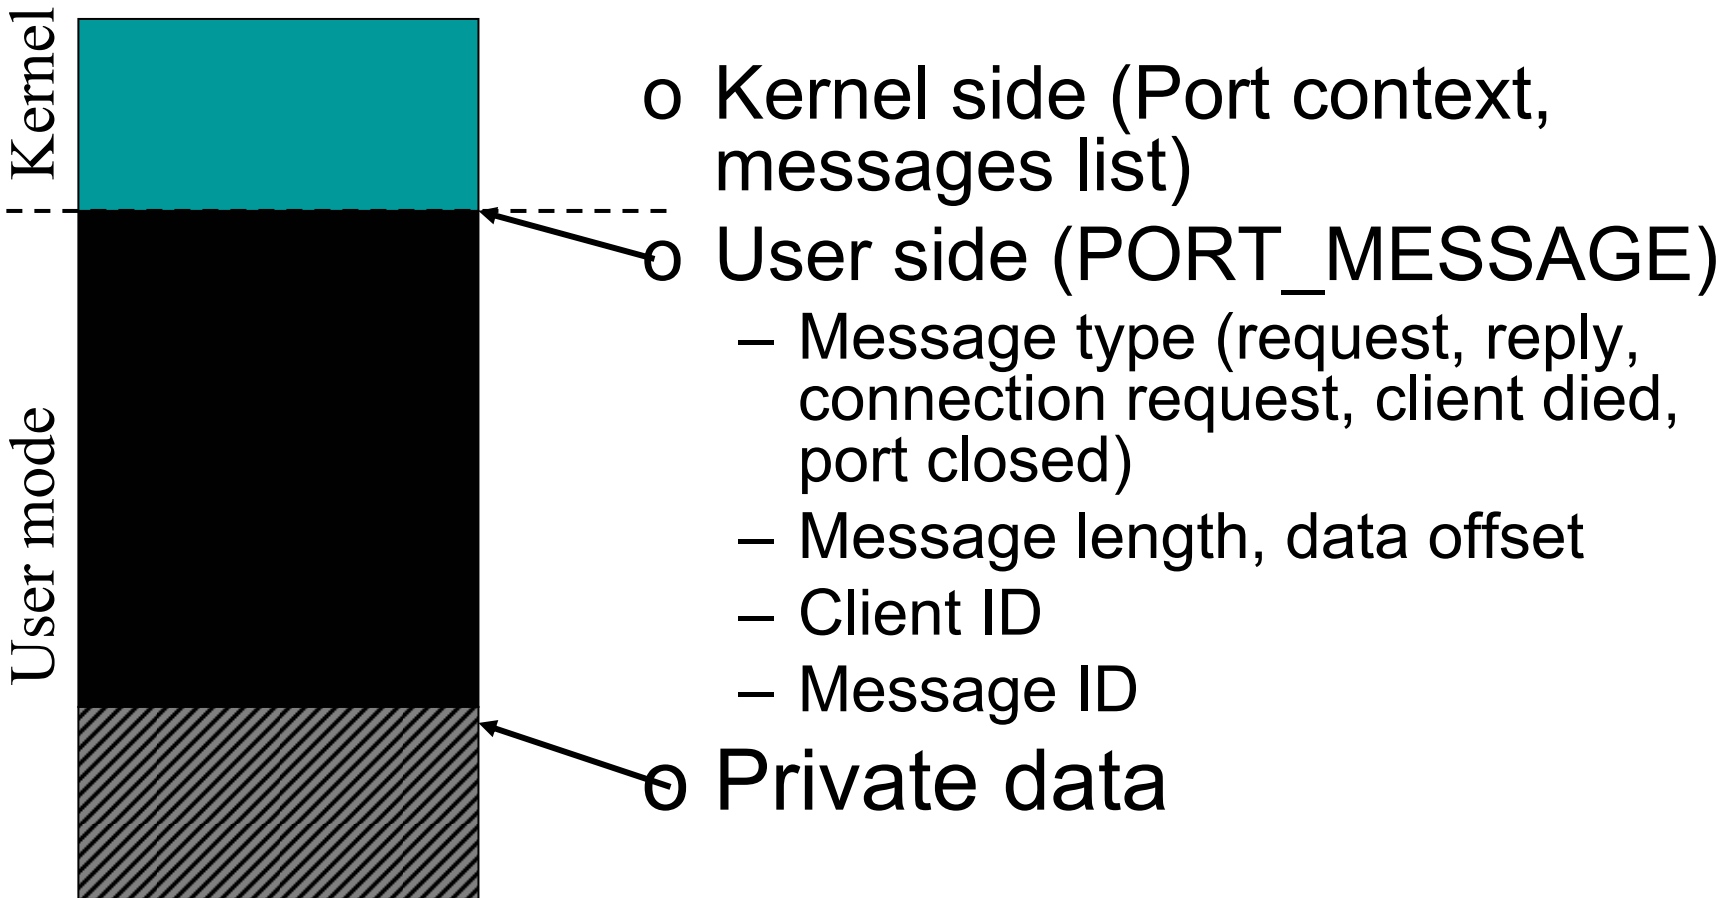 Kernel
User mode
o Kernel side (Port context,
messages list)
o User side (PORT_MESSAGE)
– Message type (request, reply,
connection request, client died,
port closed)
– Message length, data offset
– Client ID
– Message ID
o Private data